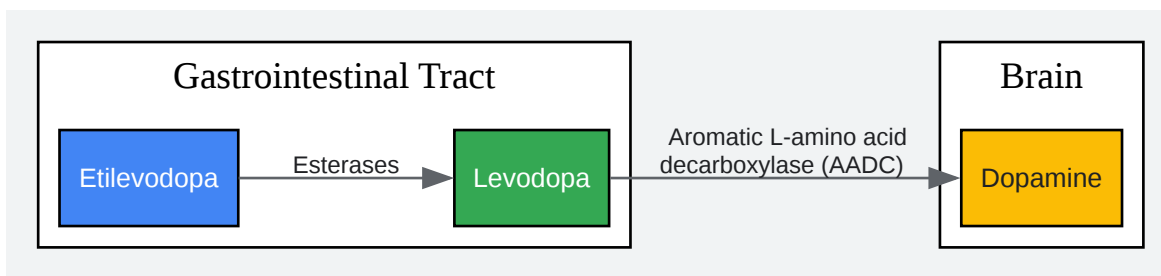 Gastrointestinal Tract
Brain
Etilevodopa
Esterases
Levodopa
Aromatic L-amino acid
decarboxylase (AADC)
Dopamine